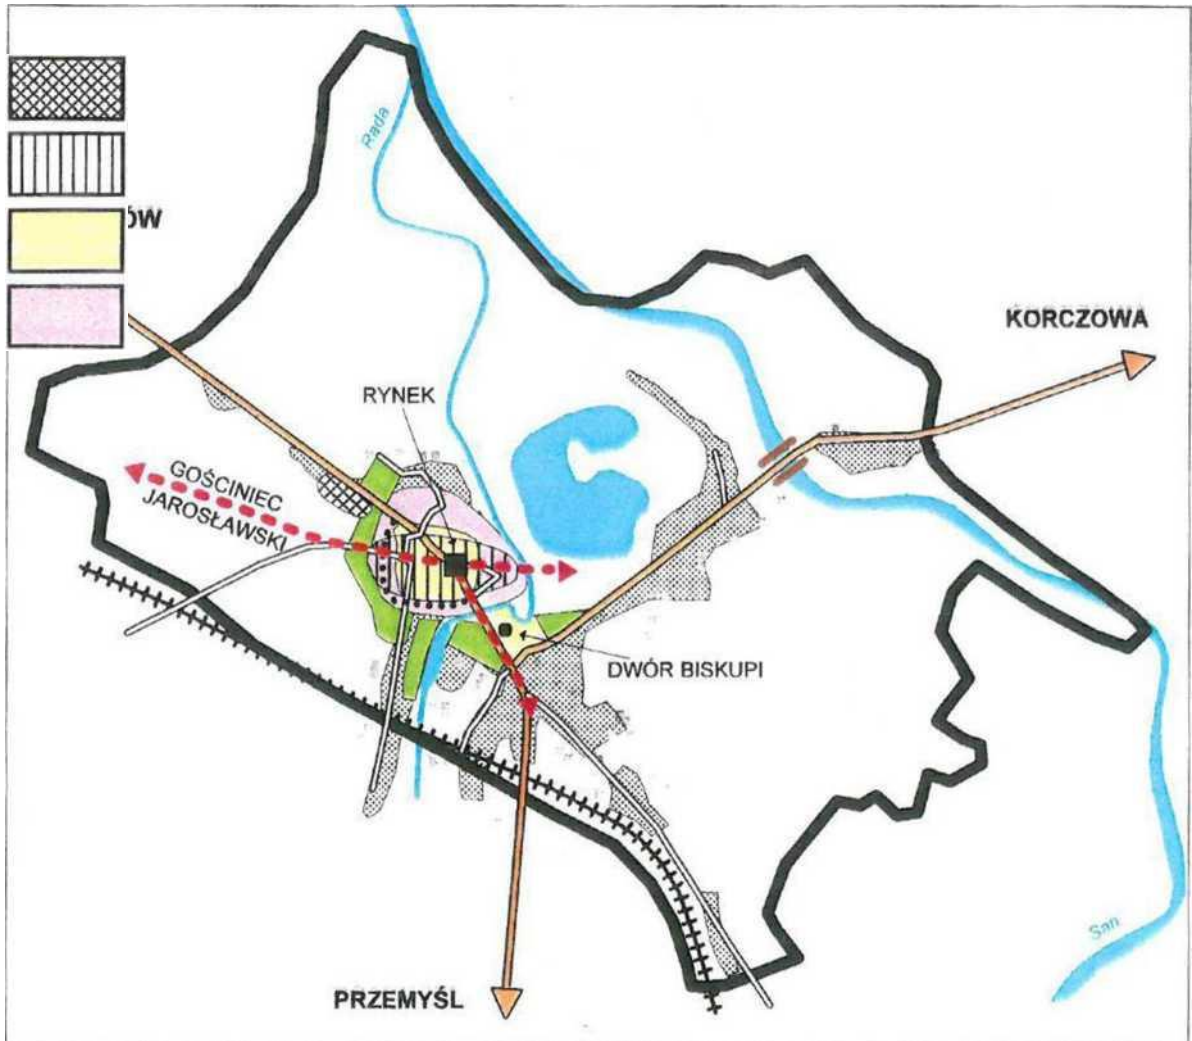 Rada
ÓW
KORCZOWA
RYNEK
GOŚCINIEC
JAROSŁAWSKI
DWÓR BISKUPI
PRZEMYŚL
San